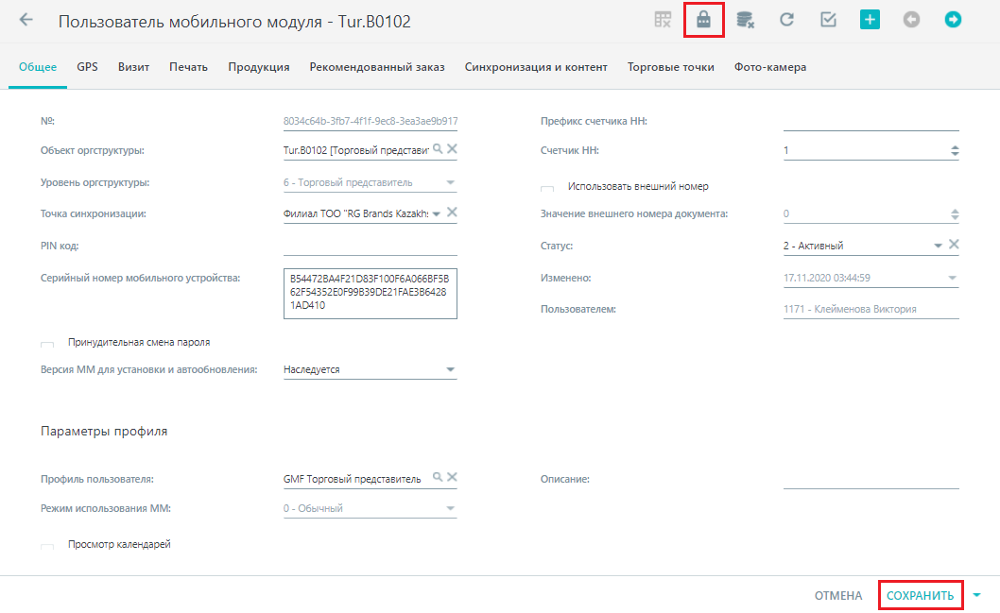 Пользователь мобильного модуля - Tur.B0102
Общее GPS Визит Печать Продукция Рекомендованный заказ Синхронизация и контент Торговые точки Фото-камера
№: 8034c64b-3fb7-4f1f-9ec8-3ea3ae9b917
Префикс счетчика НН:
Объект оргструктуры: Tur.B0102 [Торговый представит
Счетчик НН: 1
Уровень оргструктуры: 6 - Торговый представитель
Использовать внешний номер
Точка синхронизации: Филиал ТОО "RG Brands Kazakhs
Значение внешнего номера документа: 0
PIN код:
Статус: 2 - Активный
Серийный номер мобильного устройства: B54472BA4F21D83F100F6A066BF5B
62F54352E0F99B39DE21FAE3B6428
1AD410
Изменено: 17.11.2020 03:44:59
Пользователем: 1171 - Клейменова Виктория
Принудительная смена пароля
Версия ММ для установки и автообновления: Наследуется
Параметры профиля
Профиль пользователя: GMF Торговый представитель
Описание:
Режим использования ММ: 0 - Обычный
Просмотр календарей
ОТМЕНА СОХРАНИТЬ